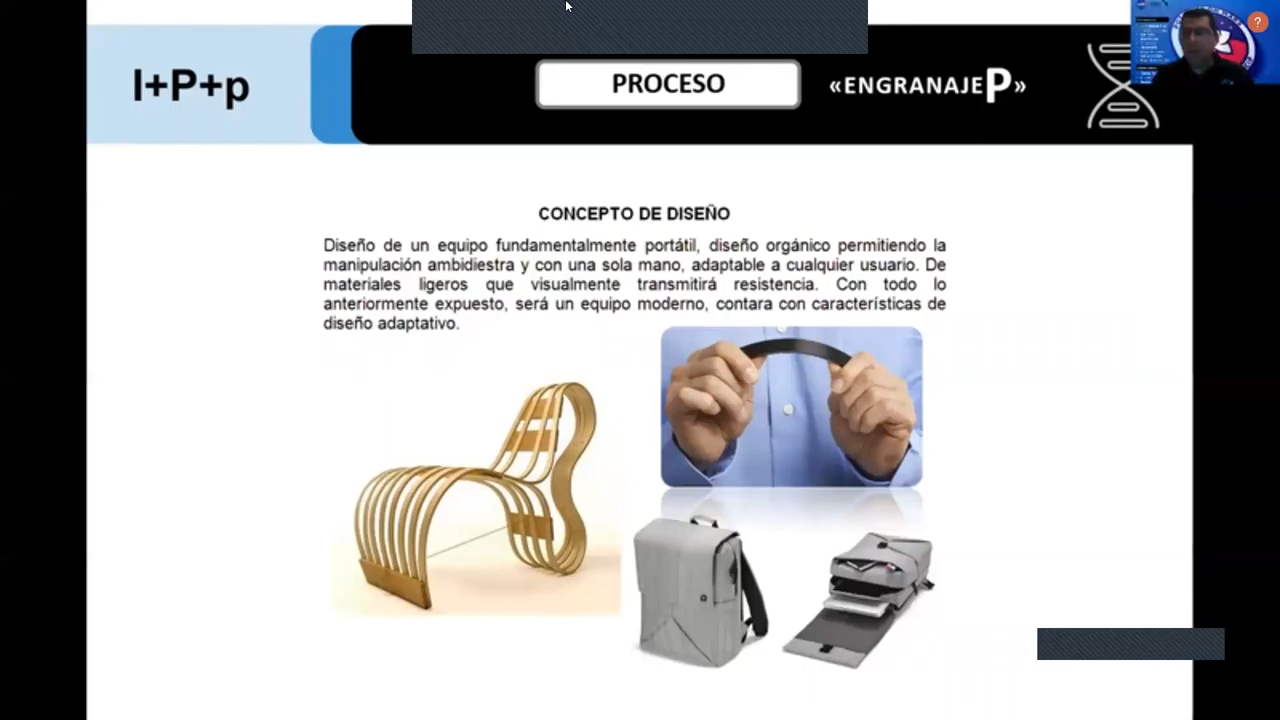 I+P+p
PROCESO
«ENGRANAJEP»
?
CONCEPTO DE DISEÑO
Diseño de un equipo fundamentalmente portátil, diseño orgánico permitiendo la
manipulación ambidiestra y con una sola mano, adaptable a cualquier usuario. De
materiales ligeros que visualmente transmitirá resistencia. Con todo lo
anteriormente expuesto, será un equipo moderno, contara con características de
diseño adaptativo.